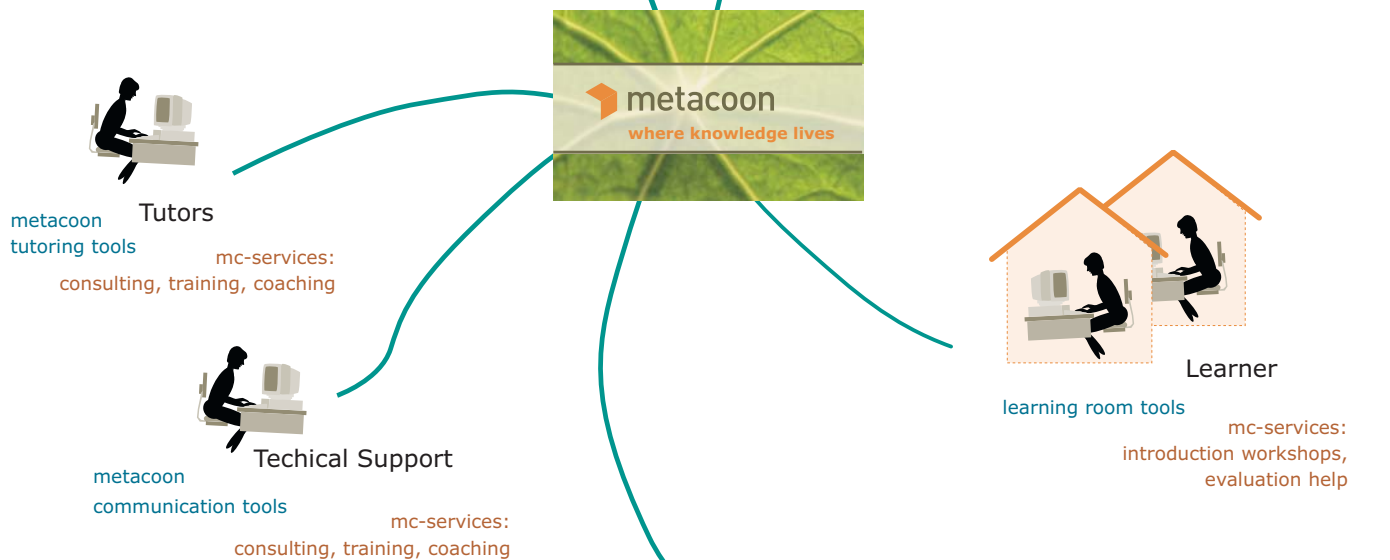 metacoon
where knowledge lives
Tutors
metacoon
tutoring tools
mc-services:
consulting, training, coaching
Techical Support
metacoon
communication tools
mc-services:
consulting, training, coaching
Learner
learning room tools
mc-services:
introduction workshops,
evaluation help